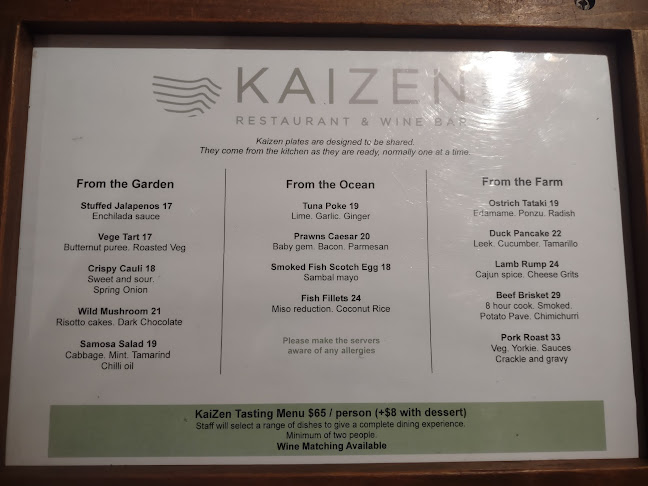 KAIZEN
RESTAURANT & WINE BAR
Kaizen plates are designed to be shared.
They come from the kitchen as they are ready, normally one at a time.
From the Garden
Stuffed Jalapenos 17
Enchilada sauce
Vege Tart 17
Butternut puree. Roasted Veg
Crispy Cauli 18
Sweet and sour.
Spring Onion
Wild Mushroom 21
Risotto cakes. Dark Chocolate
Samosa Salad 19
Cabbage. Mint. Tamarind
Chilli oil
From the Ocean
Tuna Poke 19
Lime. Garlic. Ginger
Prawns Caesar 20
Baby gem. Bacon. Parmesan
Smoked Fish Scotch Egg 18
Sambal mayo
Fish Fillets 24
Miso reduction. Coconut Rice
Please make the servers
aware of any allergies
From the Farm
Ostrich Tataki 19
Edamame. Ponzu. Radish
Duck Pancake 22
Leek. Cucumber. Tamarillo
Lamb Rump 24
Cajun spice. Cheese Grits
Beef Brisket 29
8 hour cook. Smoked.
Potato Pave. Chimichurri
Pork Roast 33
Veg. Yorkie. Sauces
Crackle and gravy
KaiZen Tasting Menu $65 / person (+$8 with dessert)
Staff will select a range of dishes to give a complete dining experience.
Minimum of two people.
Wine Matching Available